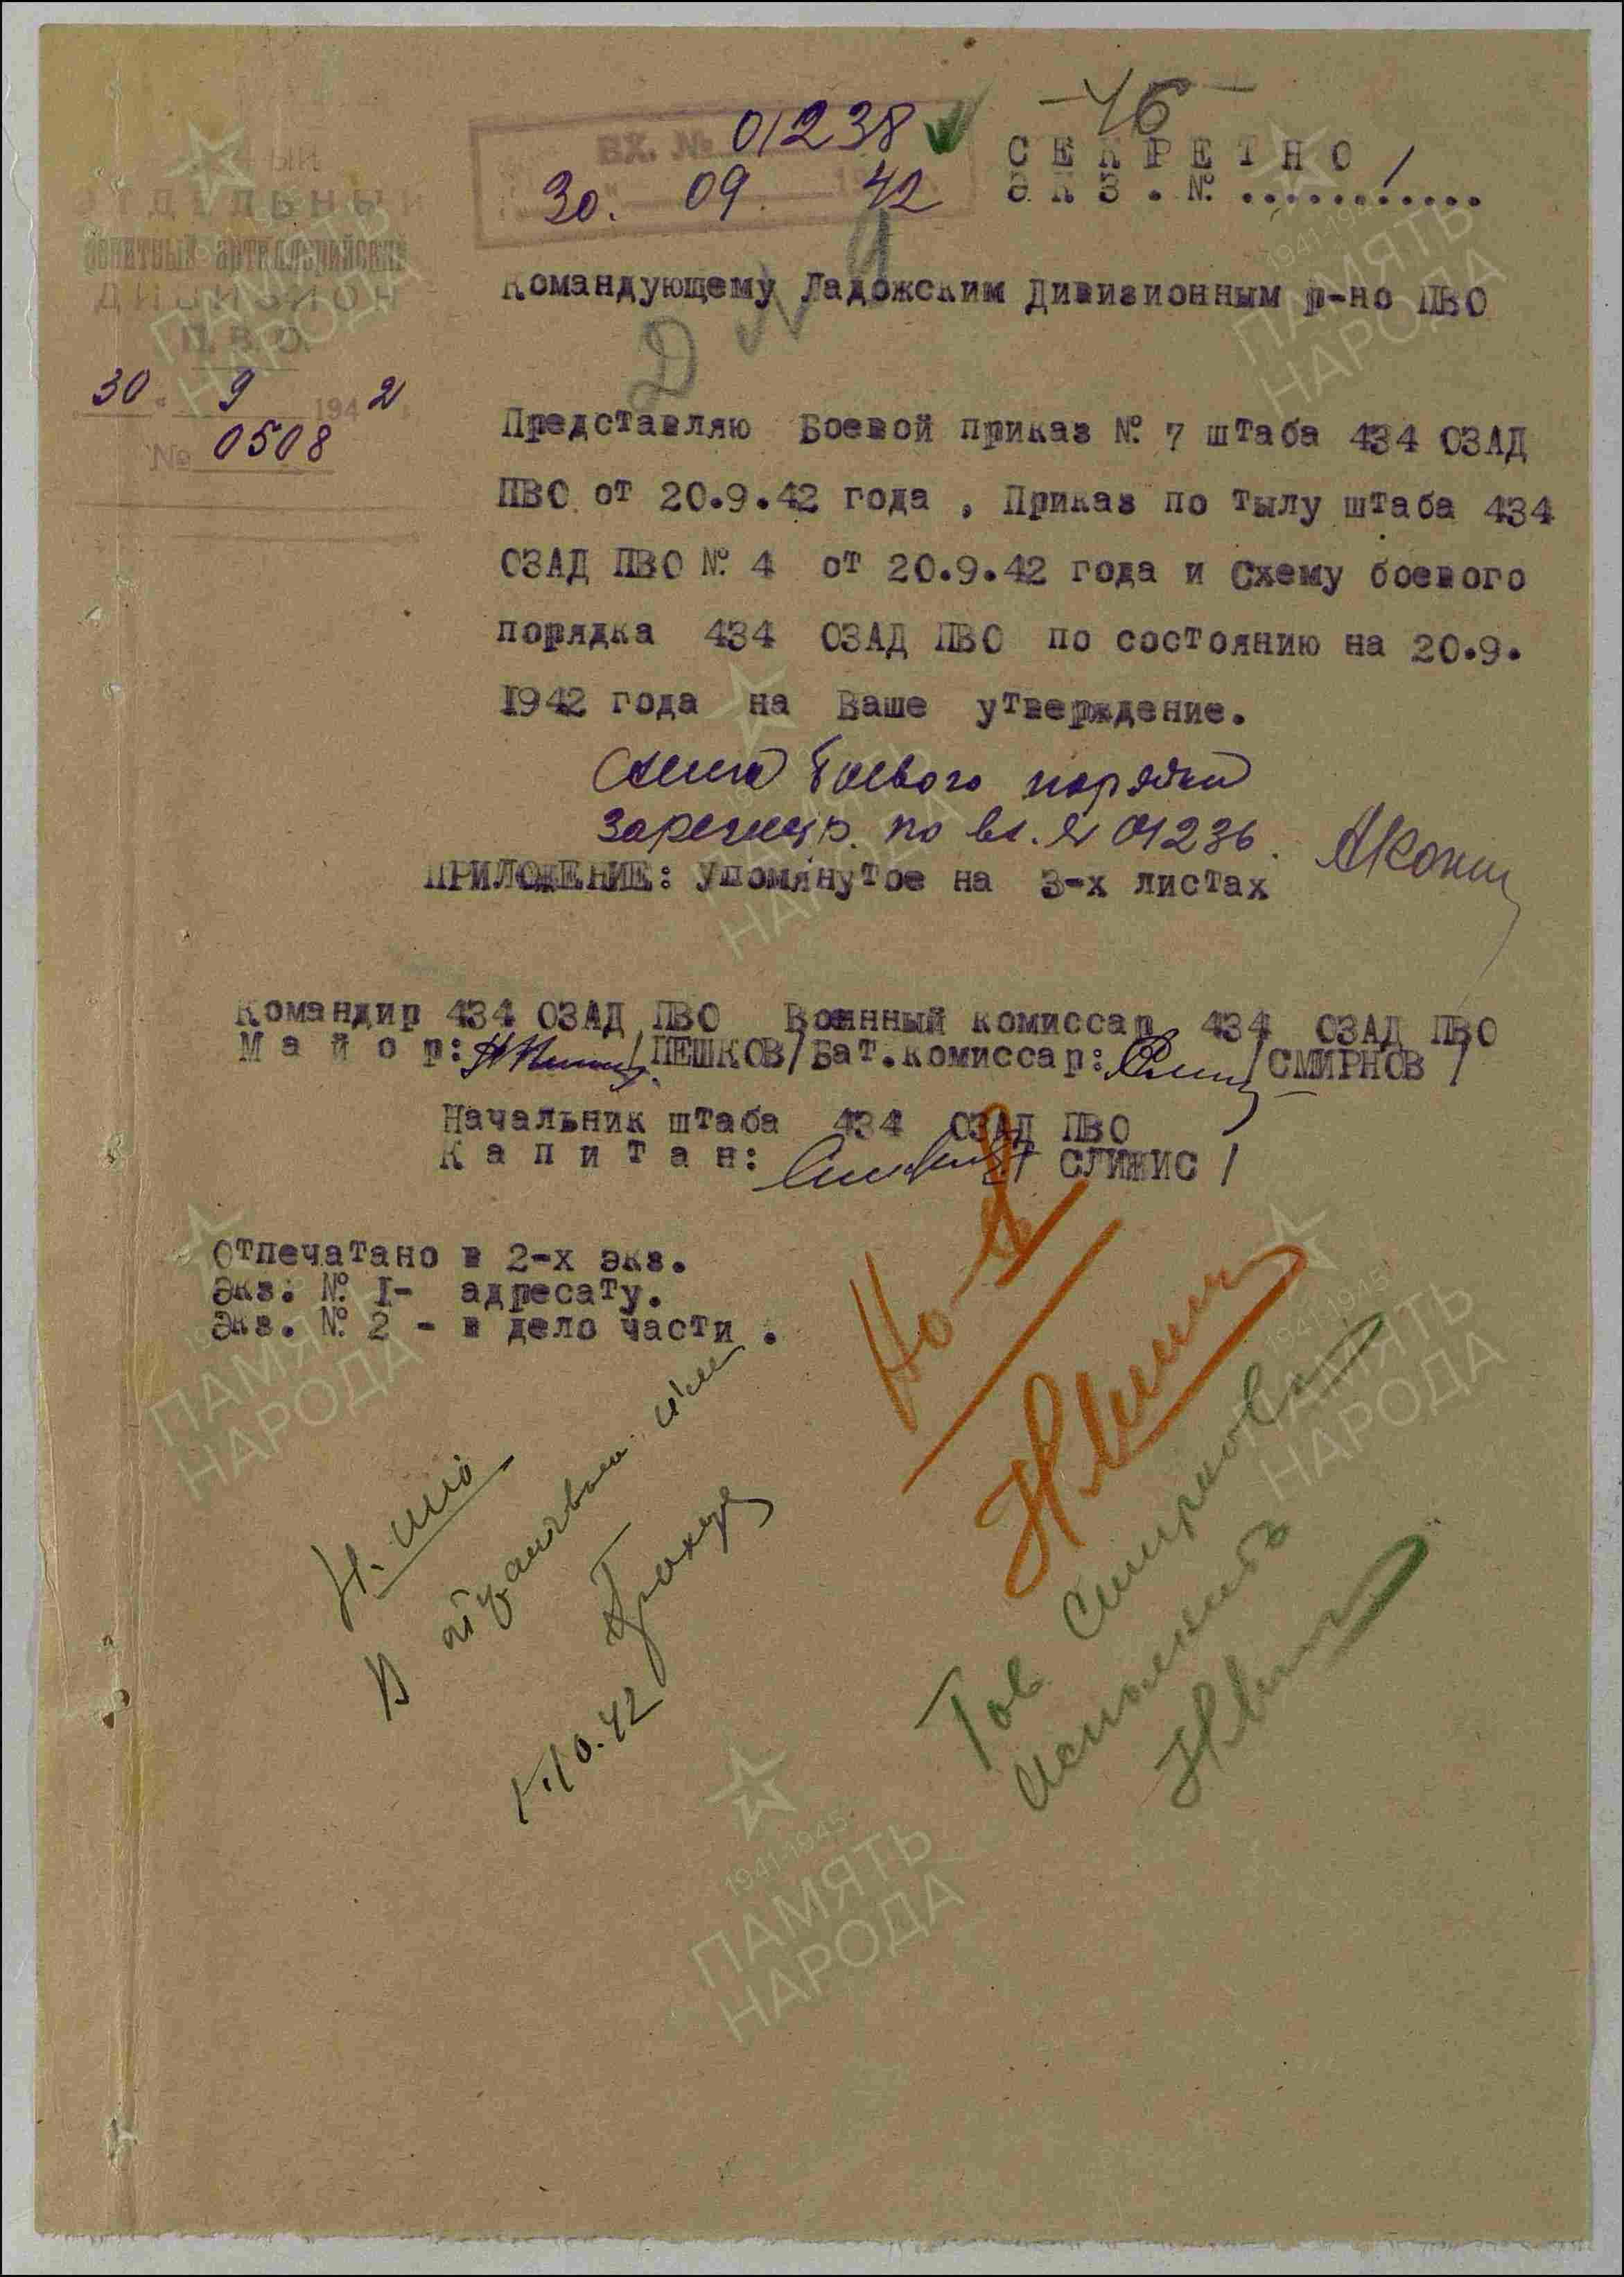 -46-
ВХ. № 01238
30. 09 42
СЕКРЕТНО
ЭКЗ. № ...1........
ОТДЕЛЬНЫЙ
Зенитный артиллерийский
ДИВИЗИОН
П.В.О.
30 " 9 1942
№ 0508
Командующему Ладожским Дивизионным р-но ПВО
Представляю Боевой приказ № 7 штаба 434 ОЗАД
ПВО от 20.9.42 года , Приказ по тылу штаба 434
ОЗАД ПВО № 4 от 20.9.42 года и Схему боевого
порядка 434 ОЗАД ПВО по состоянию на 20.9.
1942 года на Ваше утверждение.
Схема боевого порядка
зарегистр. по вх. № 01236.
ПРИЛОЖЕНИЕ: упомянутое на 3-х листах
Командир 434 ОЗАД ПВО Военный комиссар 434 ОЗАД ПВО
Майор: /ПЕШКОВ/ Бат.комиссар: /СМИРНОВ /
Начальник штаба 434 ОЗАД ПВО
Капитан: / СЛИЖИС /
Отпечатано в 2-х экз.
Экз. № I- адресату.
Экз. № 2 - в дело части .
1.10.42
Тов Смирнову
исполнить
1941-1945
ПАМЯТЬ
НАРОДА